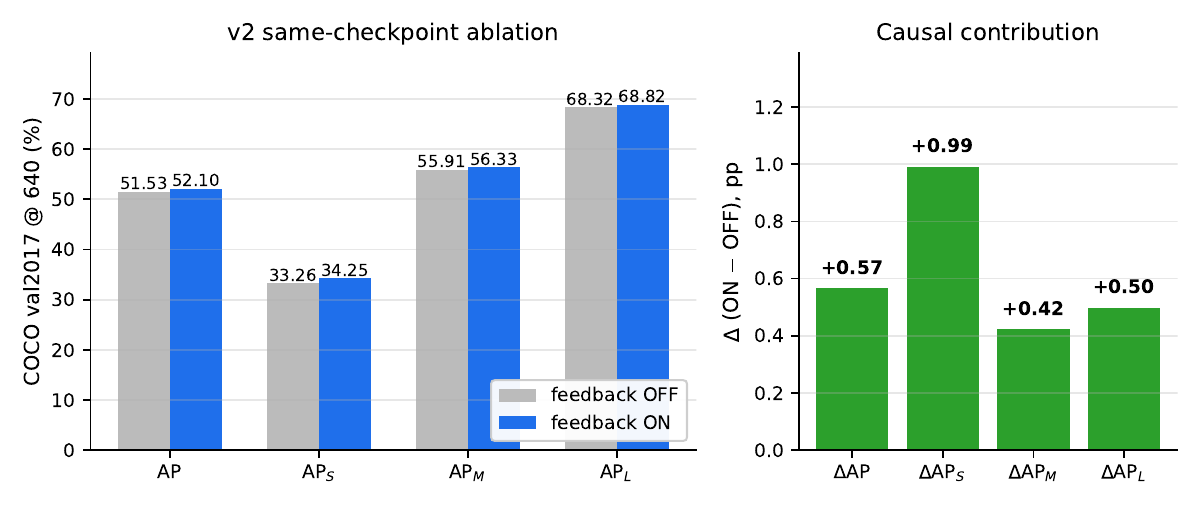 v2 same-checkpoint ablation
COCO val2017 @ 640 (%)
70
60
50
40
30
20
10
0
51.53
52.10
33.26
34.25
55.91
56.33
68.32
68.82
feedback OFF
feedback ON
AP
AP_S
AP_M
AP_L
Causal contribution
Δ (ON − OFF), pp
1.2
1.0
0.8
0.6
0.4
0.2
0.0
+0.57
+0.99
+0.42
+0.50
ΔAP
ΔAP_S
ΔAP_M
ΔAP_L